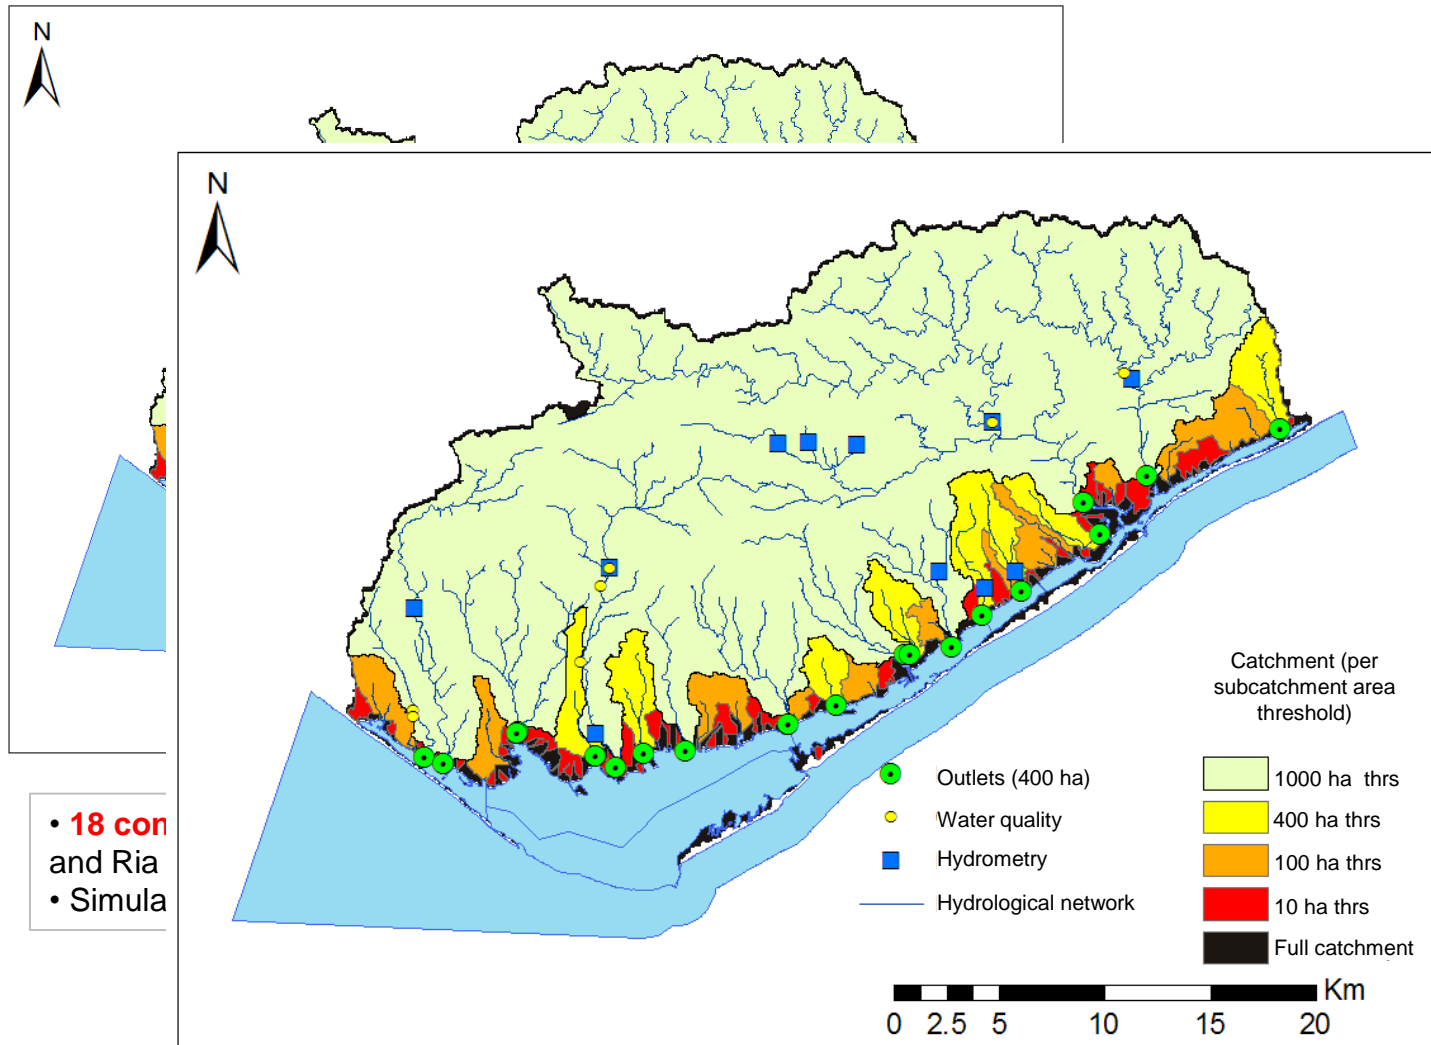 N
N
• 18 con
and Ria
• Simula
Catchment (per
subcatchment area
threshold)
Outlets (400 ha)
Water quality
Hydrometry
Hydrological network
1000 ha thrs
400 ha thrs
100 ha thrs
10 ha thrs
Full catchment
Km
0 2.5 5 10 15 20